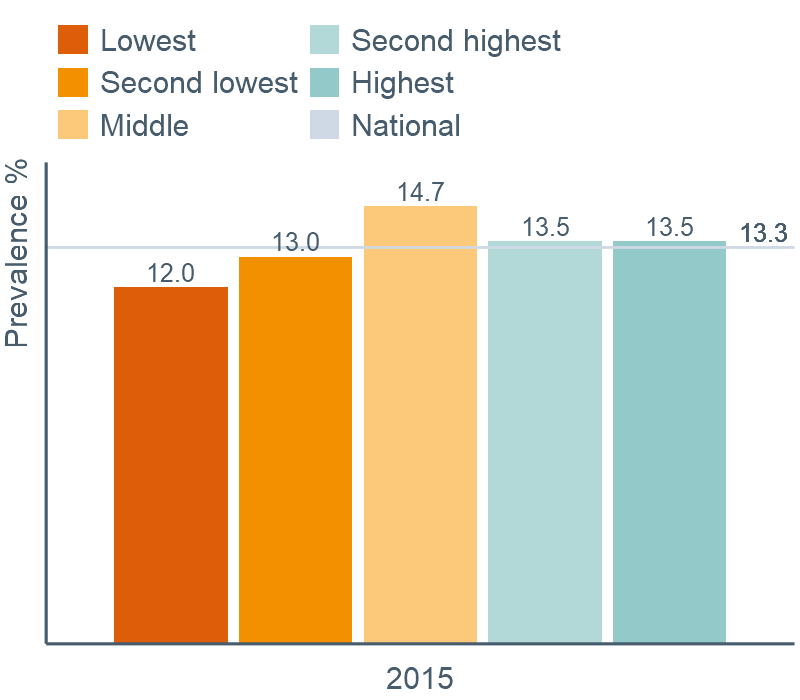 Lowest
Second lowest
Middle
Second highest
Highest
National
Prevalence %
12.0
13.0
14.7
13.5
13.5
13.3
2015